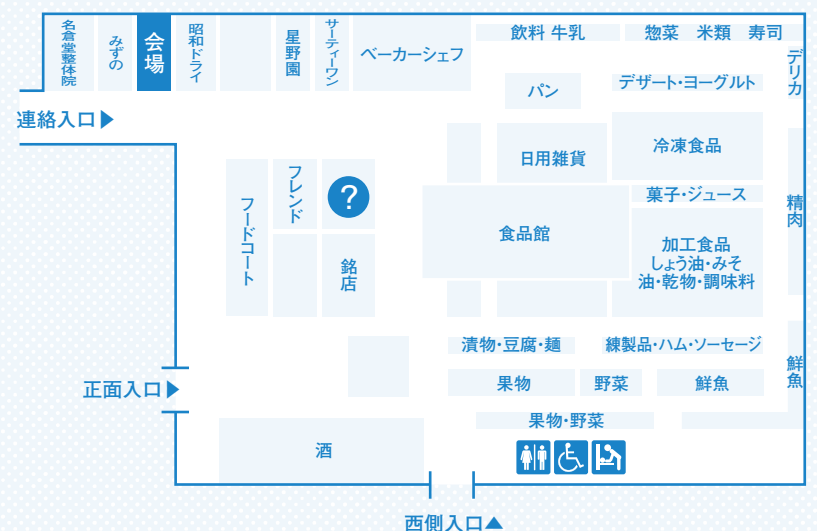 名倉堂整体院
みずの
会場
昭和ドライ
星野園
サーティーワン
ベーカーシェフ
飲料 牛乳
惣菜 米類 寿司
デリカ
連絡入口▶
パン
デザート・ヨーグルト
日用雑貨
冷凍食品
精肉
フードコート
フレンド
?
銘店
食品館
菓子・ジュース
加工食品
しょう油・みそ
油・乾物・調味料
漬物・豆腐・麺
練製品・ハム・ソーセージ
鮮魚
正面入口▶
果物
野菜
鮮魚
果物・野菜
酒
西側入口▲